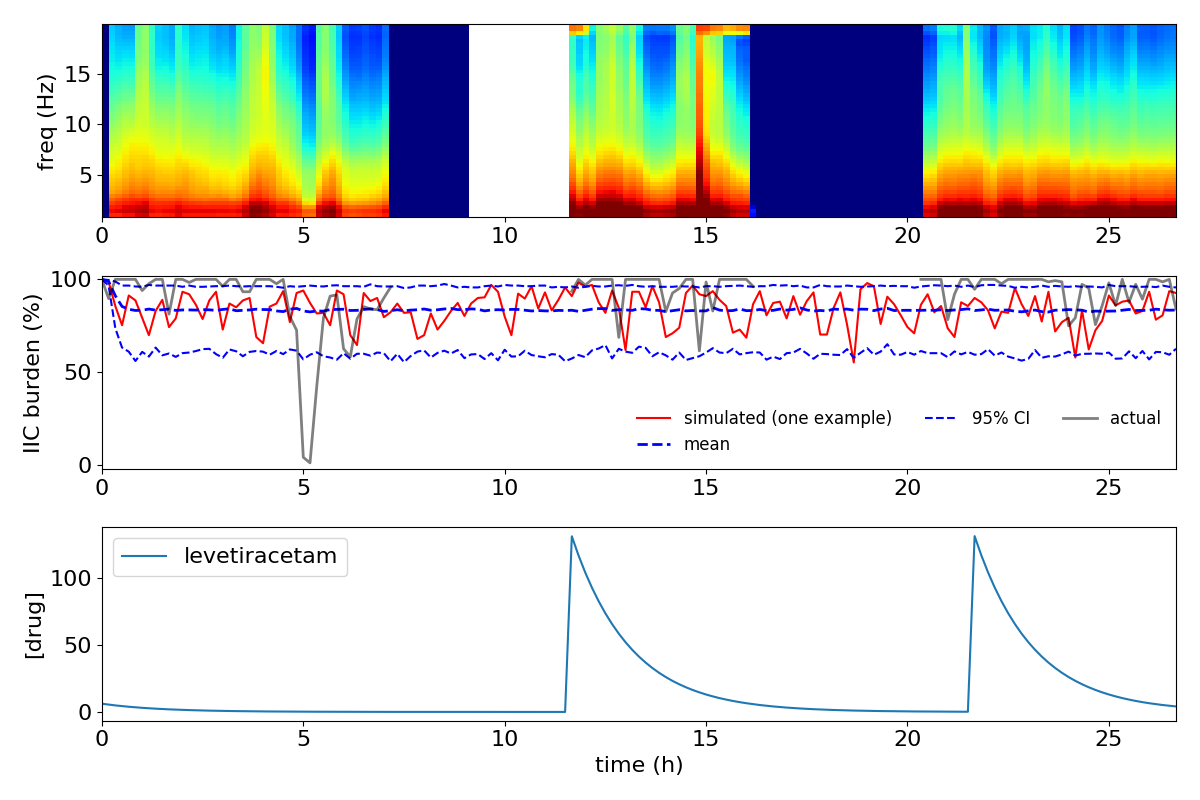 freq (Hz)
15
10
5
0 5 10 15 20 25
IIC burden (%)
100
50
0
simulated (one example) 95% CI actual
mean
0 5 10 15 20 25
[drug]
levetiracetam
100
50
0
0 5 10 15 20 25
time (h)